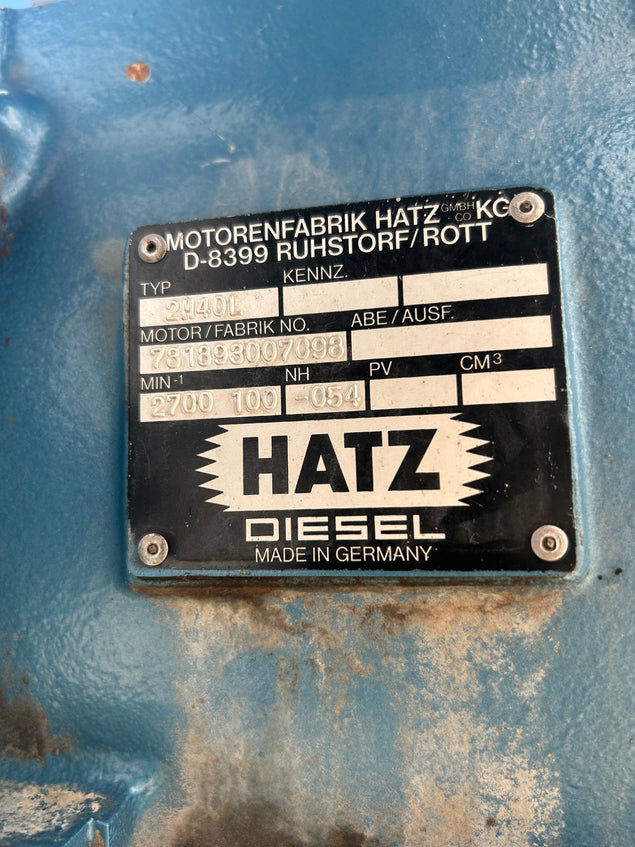 MOTORENFABRIK HATZ GMBH CO KG
D-8399 RUHSTORF/ROTT
TYP KENNZ.
2M40L
MOTOR/FABRIK NO. ABE/AUSF.
781893007098
MIN⁻¹ NH PV CM³
2700 100 -054
HATZ
DIESEL
MADE IN GERMANY